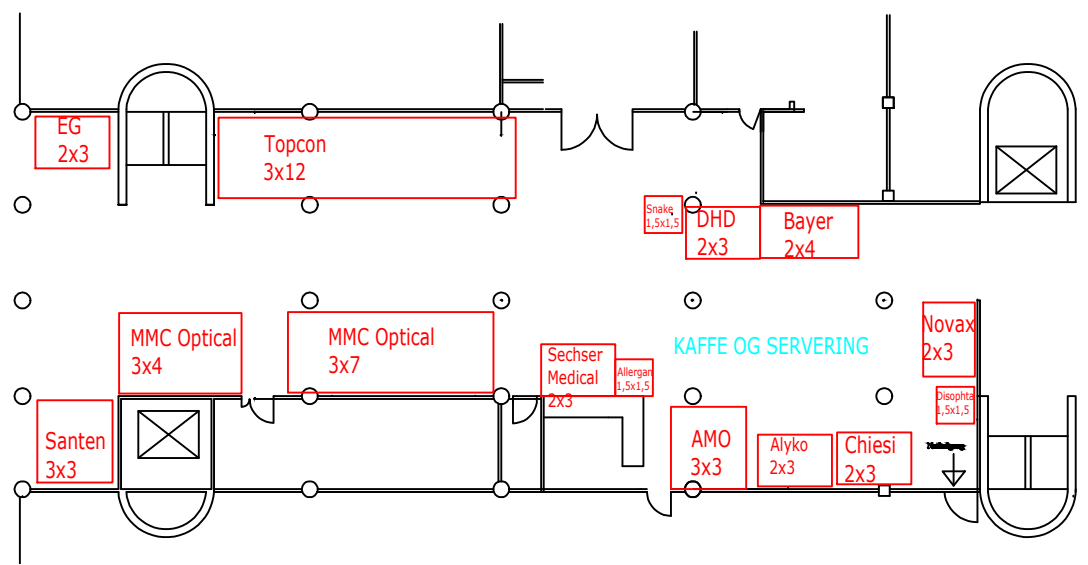 EG
2x3
Topcon
3x12
Snake
1,5x1,5
DHD
2x3
Bayer
2x4
MMC Optical
3x4
MMC Optical
3x7
Sechser
Medical
2x3
Allergan
1,5x1,5
KAFFE OG SERVERING
Novax
2x3
Disophta
1,5x1,5
Santen
3x3
AMO
3x3
Alyko
2x3
Chiesi
2x3